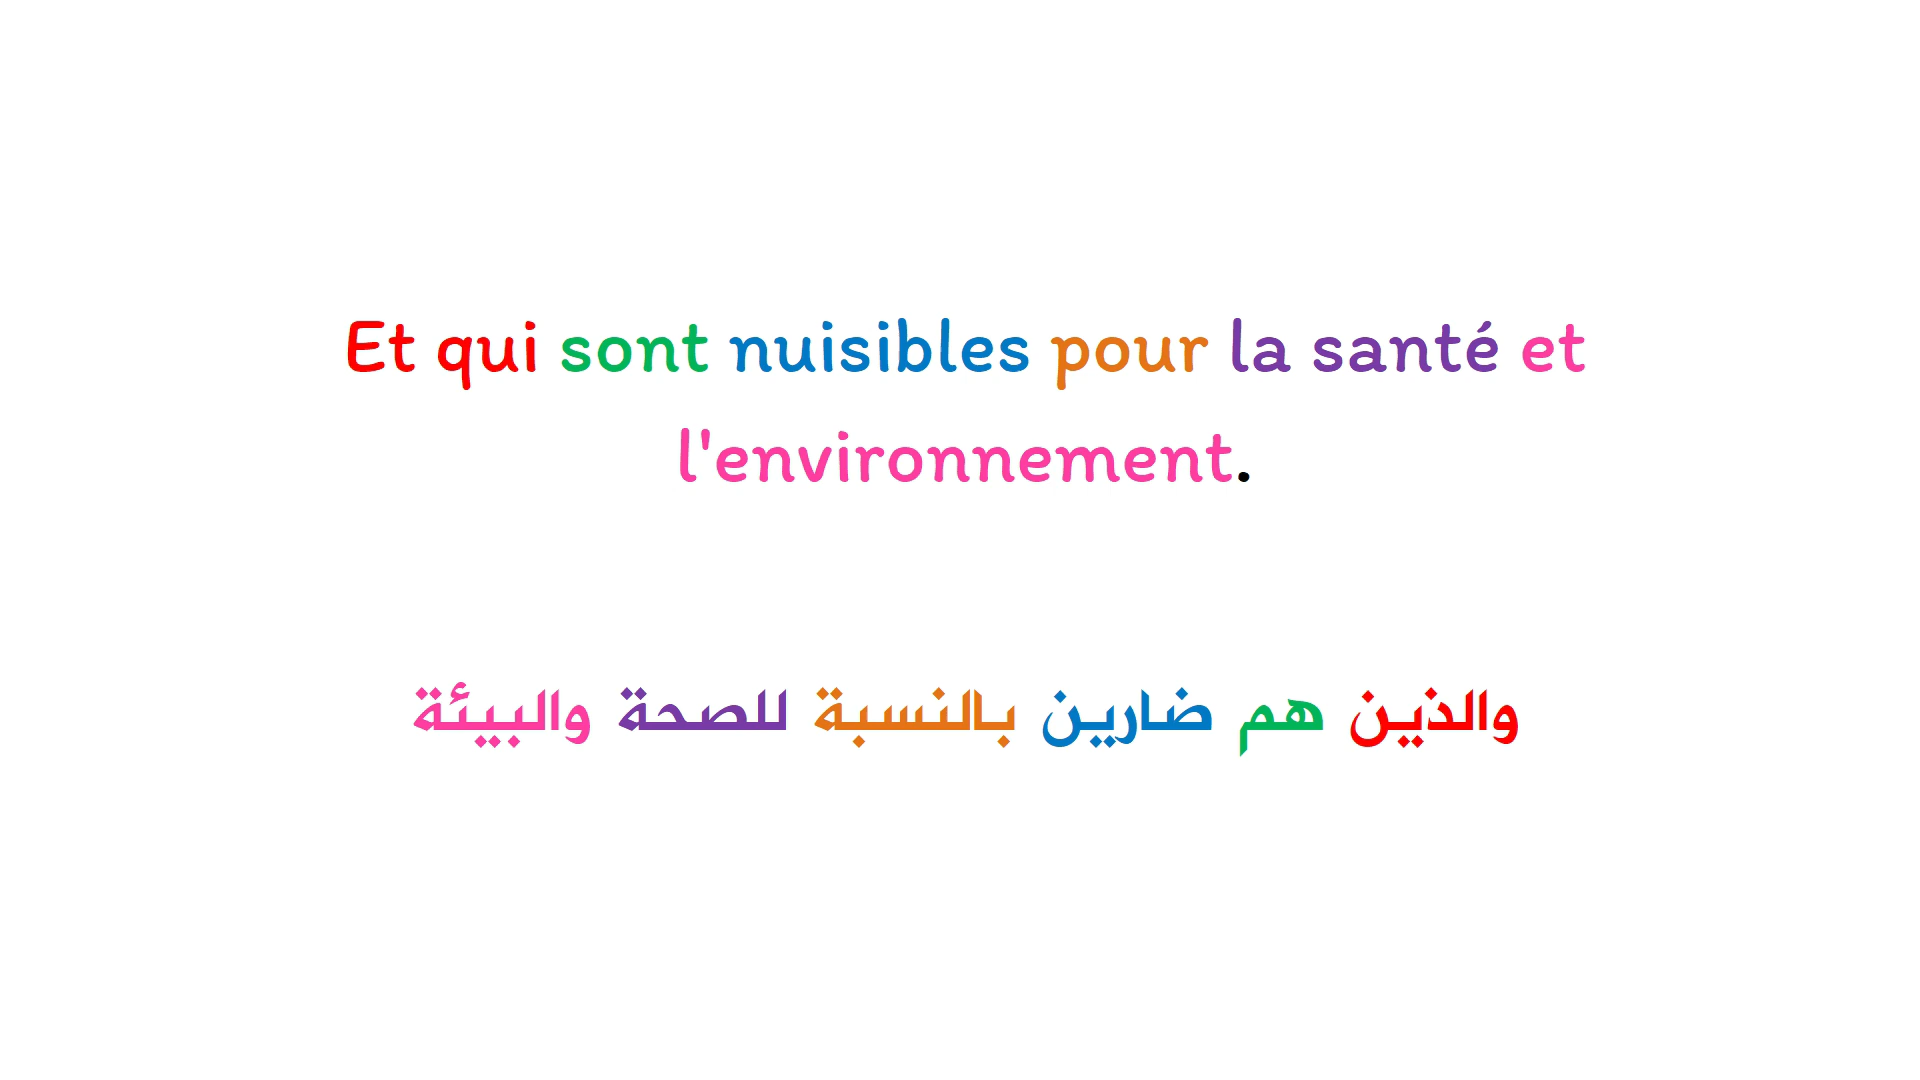 Et qui sont nuisibles pour la santé et
l'environnement.
والذين هم ضارين بالنسبة للصحة والبيئة